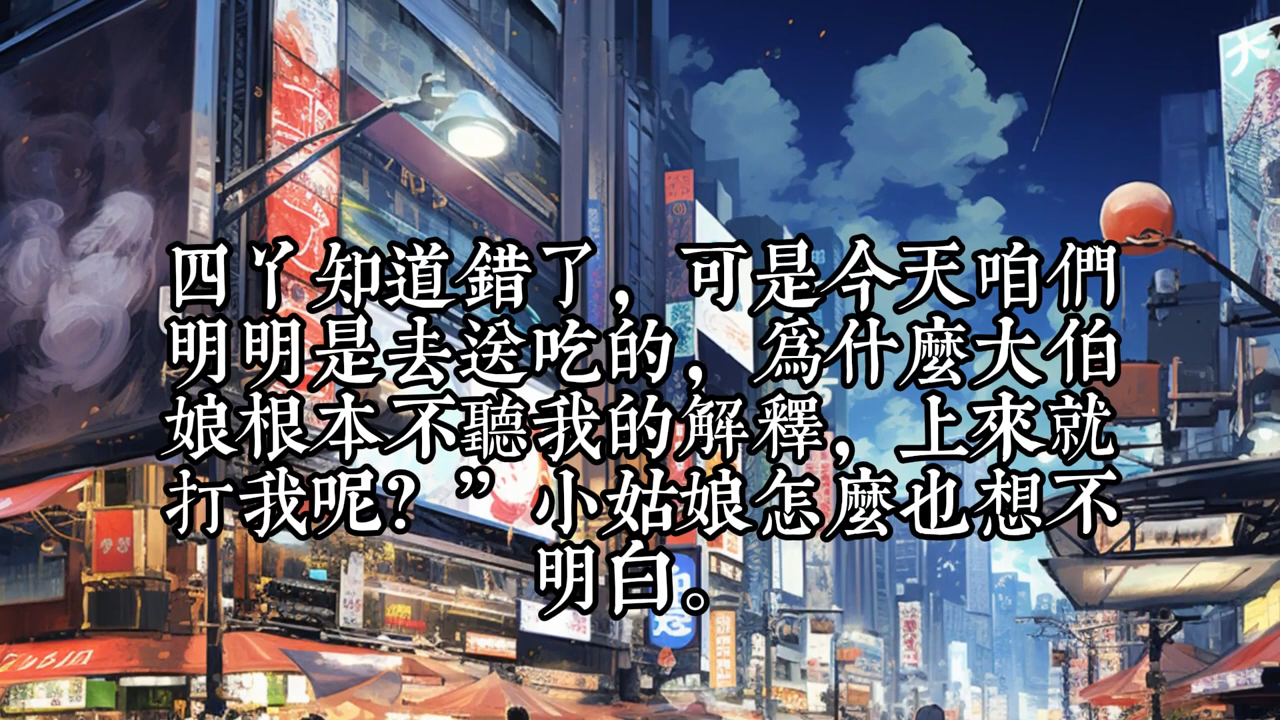 四丫知道錯了，可是今天咱們
明明是去送吃的，爲什麼大伯
娘根本不聽我的解釋，上來就
打我呢？”小姑娘怎麼也想不
明白。